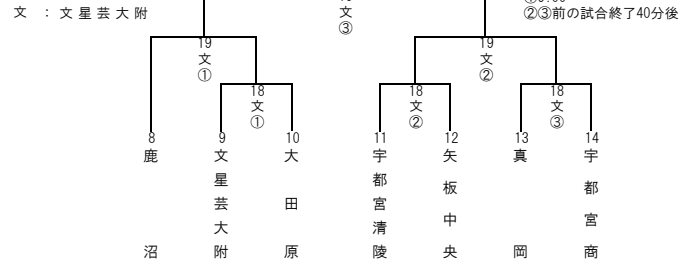 文 ： 文星芸大附
文
③
②③前の試合終了40分後
19
文
①
19
文
②
18
文
①
18
文
②
18
文
③
8
鹿沼
9
文星芸大附
10
大田原
11
宇都宮清陵
12
矢板中央
13
真岡
14
宇都宮商